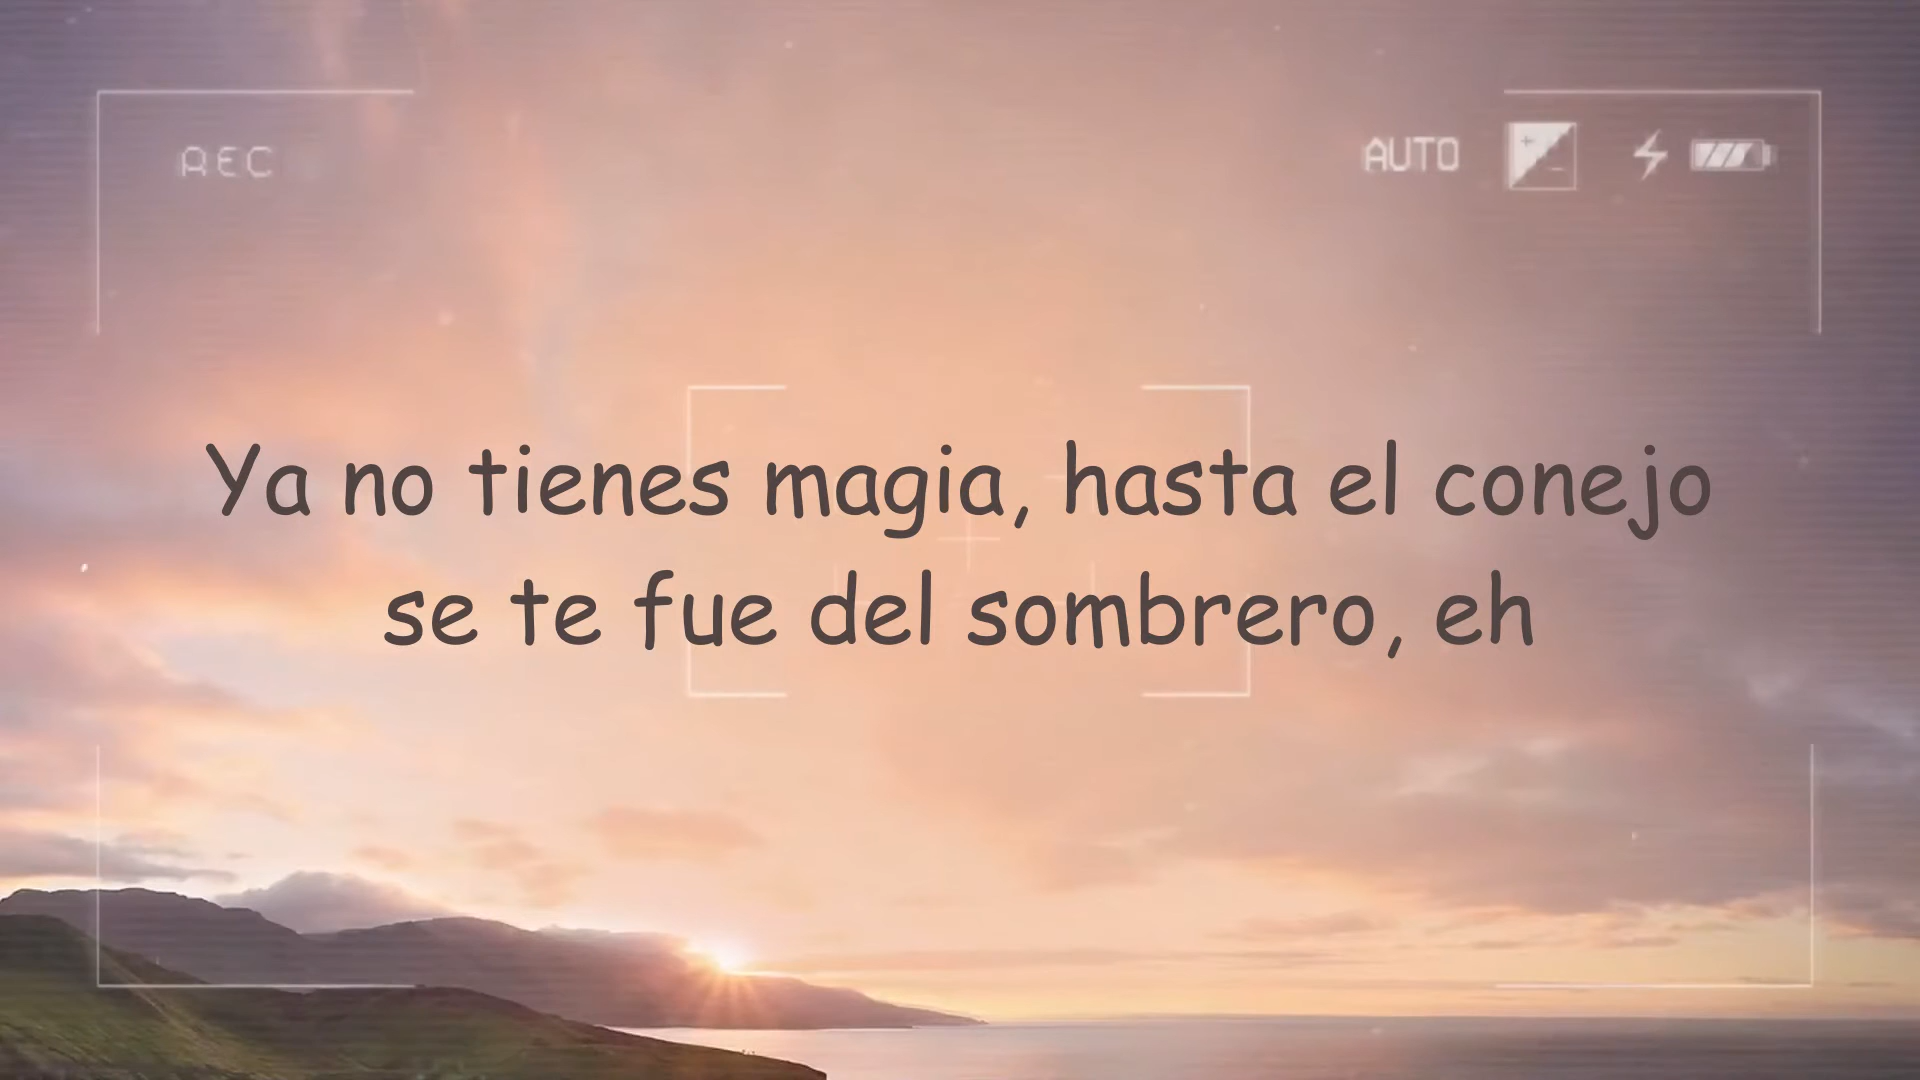 REC
AUTO
Ya no tienes magia, hasta el conejo
se te fue del sombrero, eh